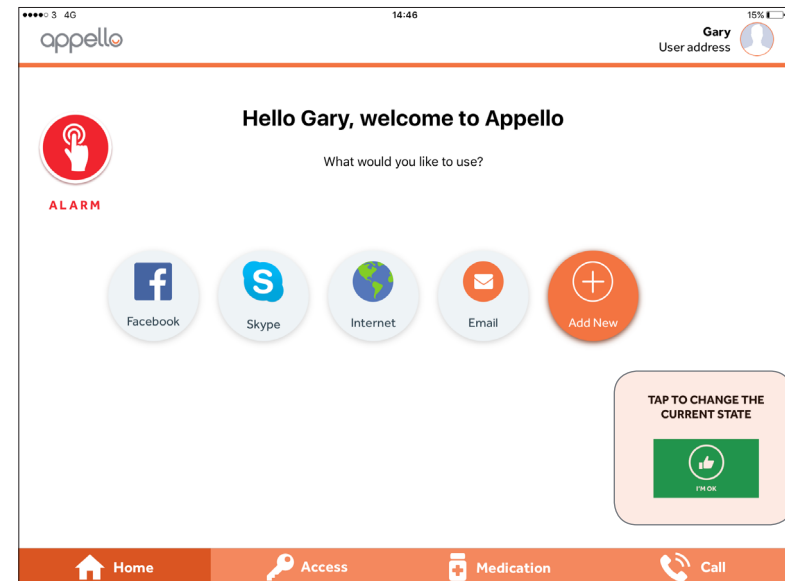 3 4G 14:46 15%
appello
Gary
User address
Hello Gary, welcome to Appello
What would you like to use?
ALARM
Facebook Skype Internet Email Add New
TAP TO CHANGE THE
CURRENT STATE
I'M OK
Home Access Medication Call